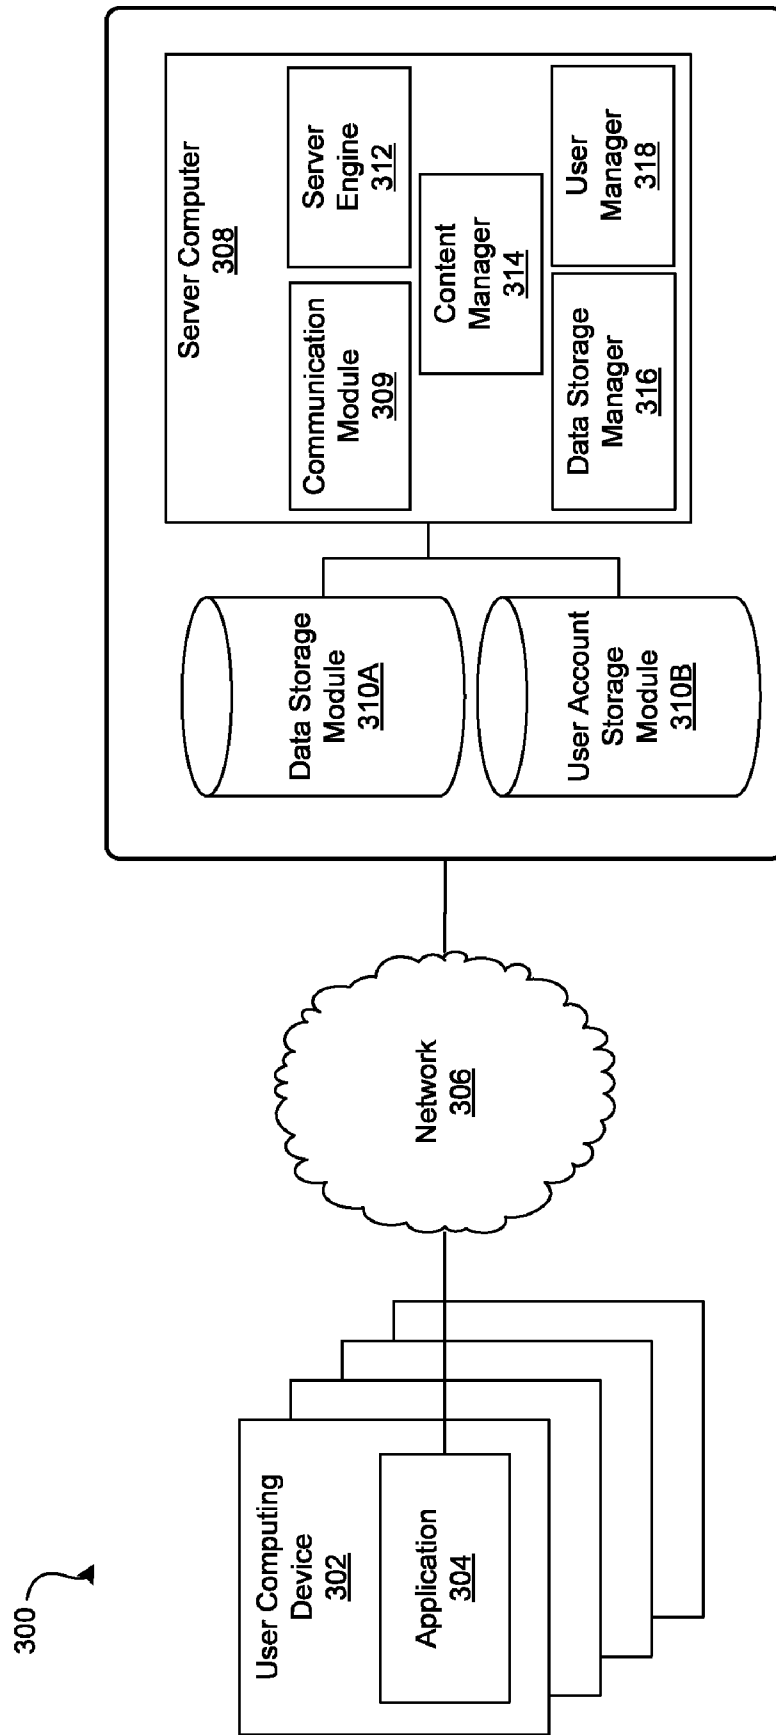 300
User Computing
Device
302
Application
304
Network
306
Data Storage
Module
310A
User Account
Storage
Module
310B
Server Computer
308
Communication
Module
309
Server
Engine
312
Content
Manager
314
Data Storage
Manager
316
User
Manager
318